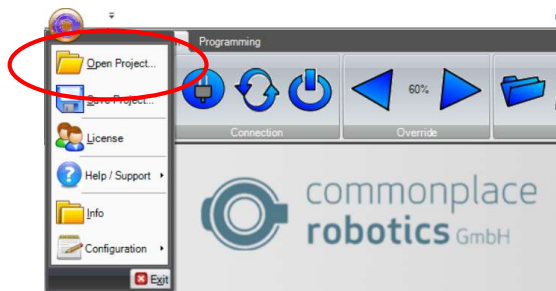 Programming
Open Project...
Save Project...
License
Help / Support
Info
Configuration
Exit
60%
Connection
Override
commonplace
robotics GmbH